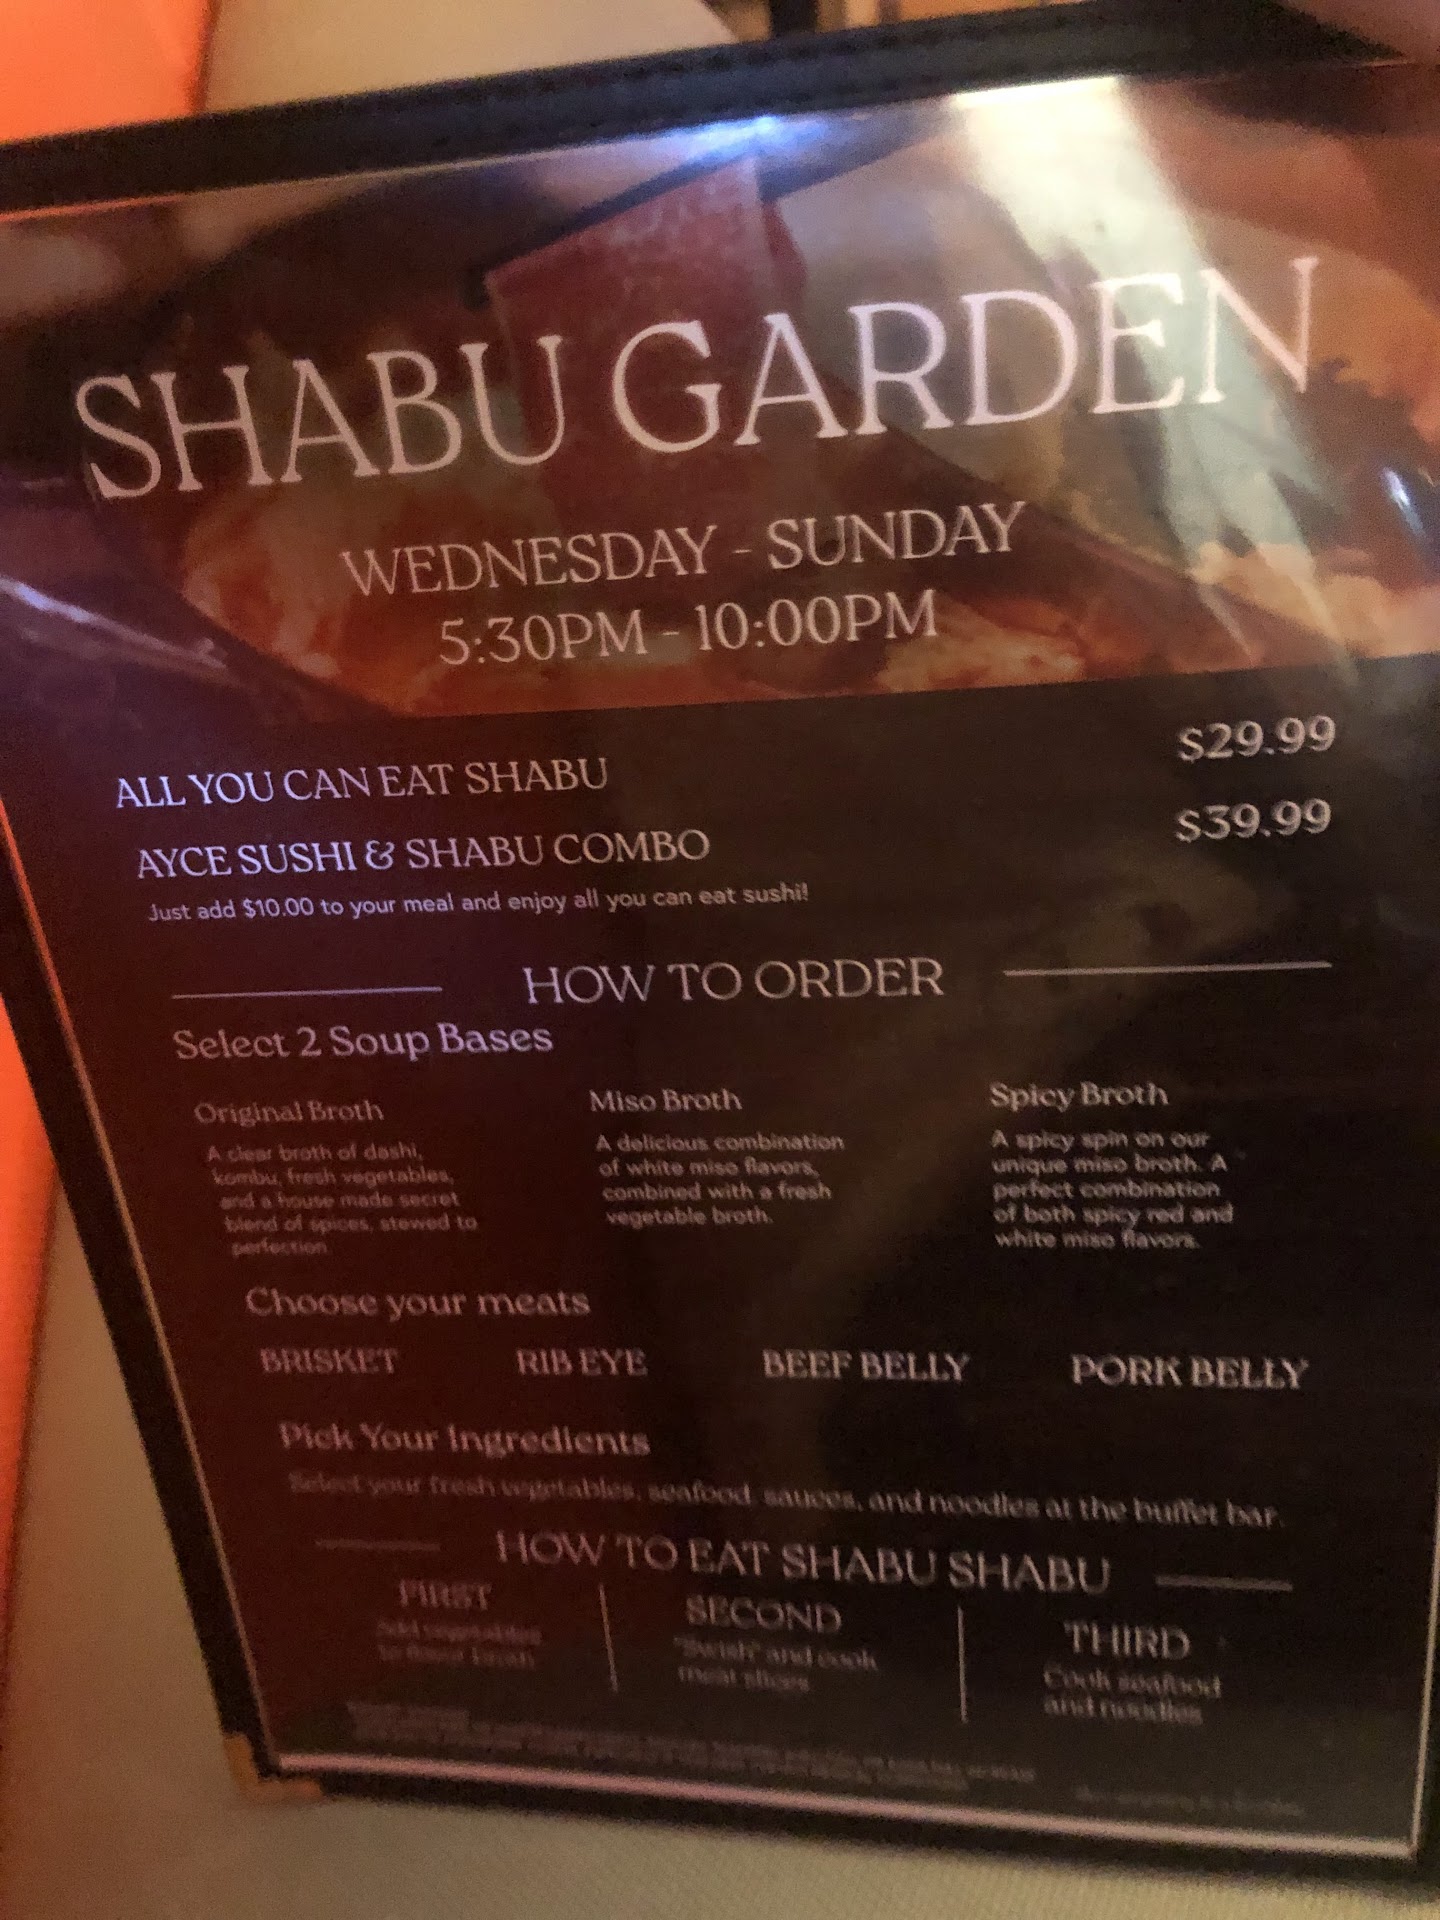 SHABU GARDEN
WEDNESDAY - SUNDAY
5:30PM - 10:00PM
ALL YOU CAN EAT SHABU $29.99
AYCE SUSHI & SHABU COMBO $39.99
Just add $10.00 to your meal and enjoy all you can eat sushi!
HOW TO ORDER
Select 2 Soup Bases
Original Broth
A clear broth of dashi,
kombu, fresh vegetables,
and a house made secret
blend of spices, stewed to
perfection.
Miso Broth
A delicious combination
of white miso flavors,
combined with a fresh
vegetable broth.
Spicy Broth
A spicy spin on our
unique miso broth. A
perfect combination
of both spicy red and
white miso flavors.
Choose your meats
BRISKET RIB EYE BEEF BELLY PORK BELLY
Pick Your Ingredients
Select your fresh vegetables, seafood, sauces, and noodles at the buffet bar.
HOW TO EAT SHABU SHABU
FIRST
Add vegetables
to flavor broth
SECOND
"Swish" and cook
meat slices
THIRD
Cook seafood
and noodles